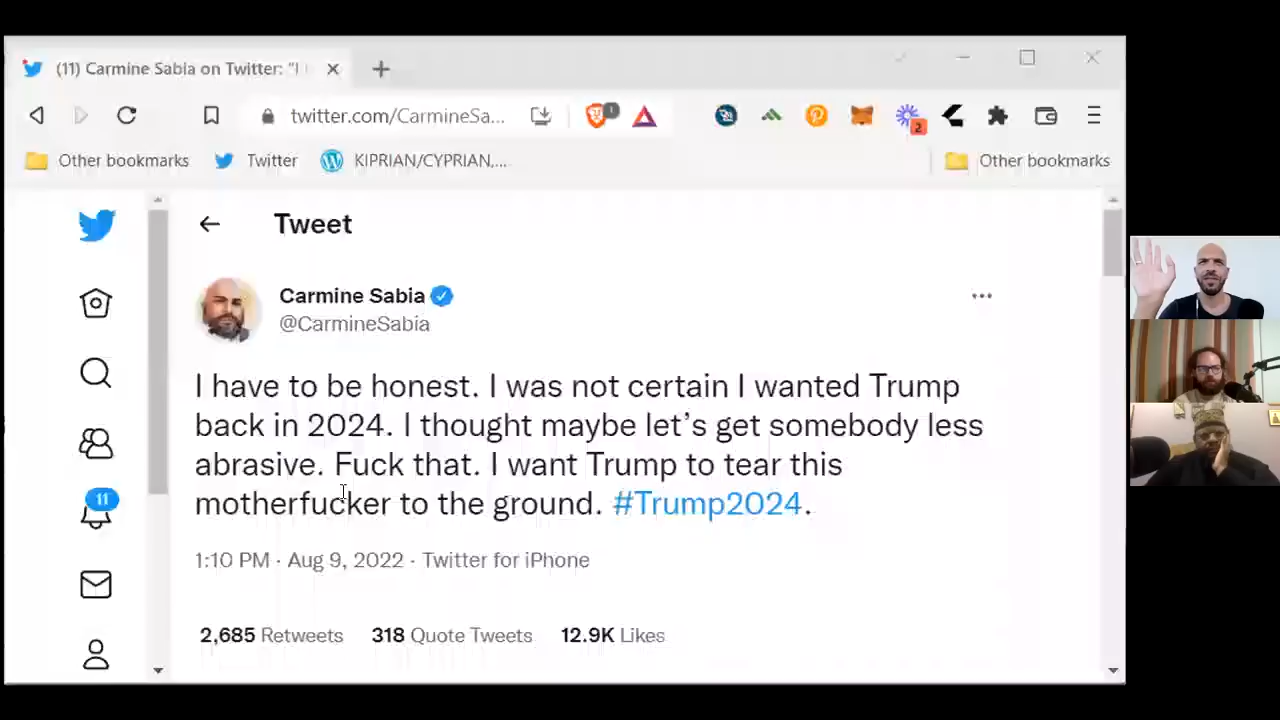 (11) Carmine Sabia on Twitter: "I
twitter.com/CarmineSa...
1
2
Other bookmarks
Twitter
KIPRIAN/CYPRIAN,...
Other bookmarks
Tweet
Carmine Sabia
@CarmineSabia
I have to be honest. I was not certain I wanted Trump
back in 2024. I thought maybe let's get somebody less
abrasive. Fuck that. I want Trump to tear this
motherfucker to the ground. #Trump2024.
11
1:10 PM · Aug 9, 2022 · Twitter for iPhone
2,685 Retweets 318 Quote Tweets 12.9K Likes